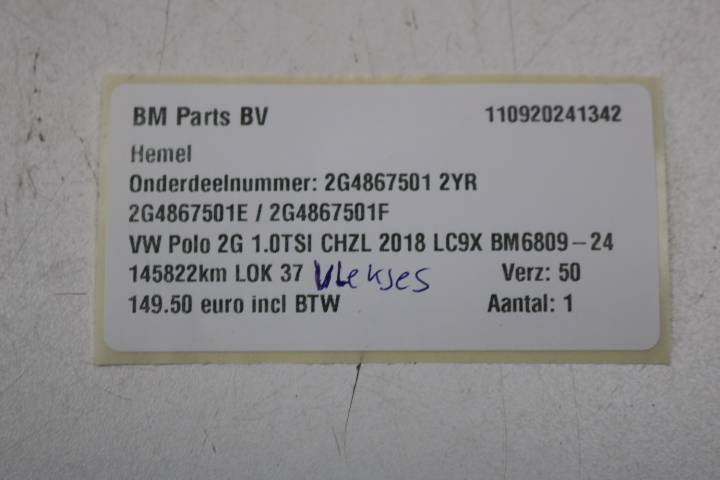 BM Parts BV 110920241342
Hemel
Onderdeelnummer: 2G4867501 2YR
2G4867501E / 2G4867501F
VW Polo 2G 1.0TSI CHZL 2018 LC9X BM6809-24
145822km LOK 37 Vlekjes Verz: 50
149.50 euro incl BTW Aantal: 1